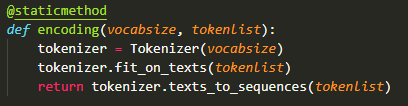 @staticmethod
def encoding(vocabsize, tokenlist):
    tokenizer = Tokenizer(vocabsize)
    tokenizer.fit_on_texts(tokenlist)
    return tokenizer.texts_to_sequences(tokenlist)